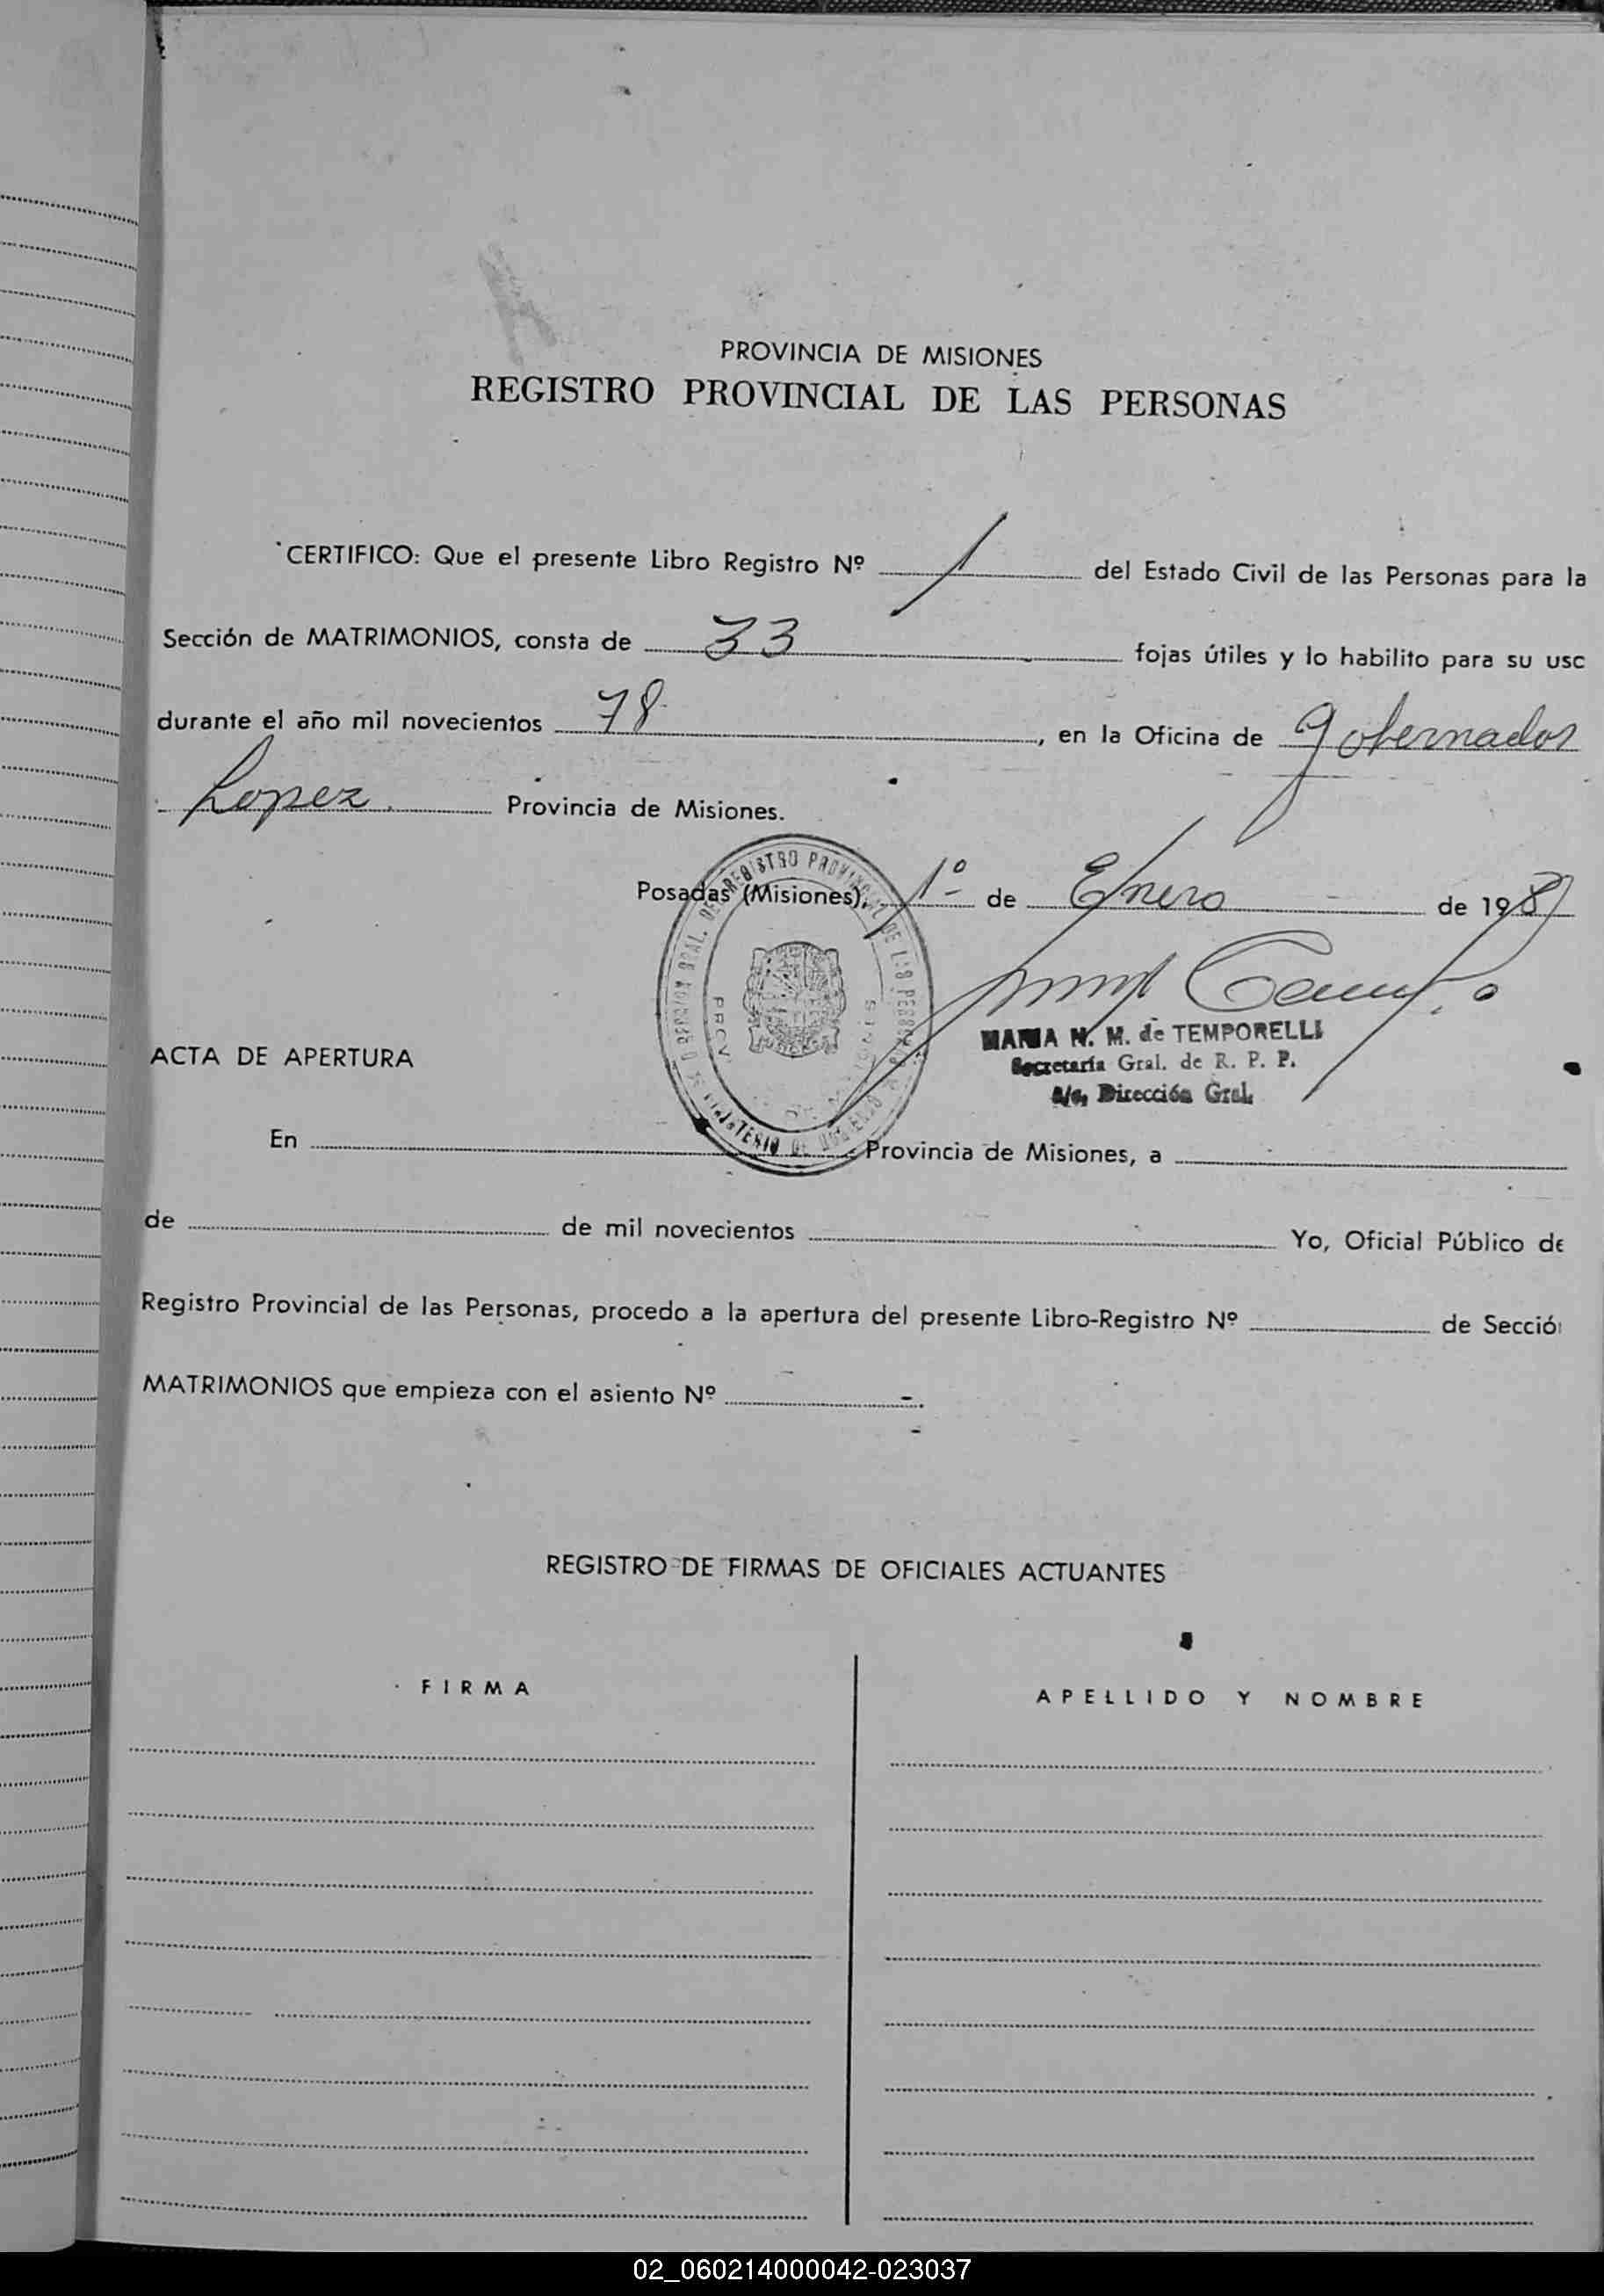 PROVINCIA DE MISIONES
REGISTRO PROVINCIAL DE LAS PERSONAS
CERTIFICO: Que el presente Libro Registro Nº 1 del Estado Civil de las Personas para la
Sección de MATRIMONIOS, consta de 33 fojas útiles y lo habilito para su uso
durante el año mil novecientos 78, en la Oficina de Gobernador
Lopez. Provincia de Misiones.
Posadas (Misiones), 1º de Enero de 19
MARIA N. M. de TEMPORELLI
Secretaría Gral. de R. P. P.
a/c. Dirección Gral.
ACTA DE APERTURA
En Provincia de Misiones, a
de de mil novecientos Yo, Oficial Público de
Registro Provincial de las Personas, procedo a la apertura del presente Libro-Registro Nº de Secció
MATRIMONIOS que empieza con el asiento Nº
REGISTRO DE FIRMAS DE OFICIALES ACTUANTES
FIRMA APELLIDO Y NOMBRE
02_060214000042-023037